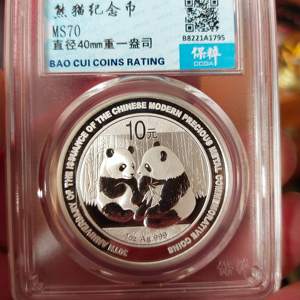 熊猫纪念币
MS70
直径40mm重一盎司
B8221A1795
保粹
CCGA
BAO CUI COINS RATING
30TH ANNIVERSARY OF THE ISSUANCE OF THE CHINESE MODERN PRECIOUS METAL COMMEMORATIVE COINS
10元
1oz Ag .999